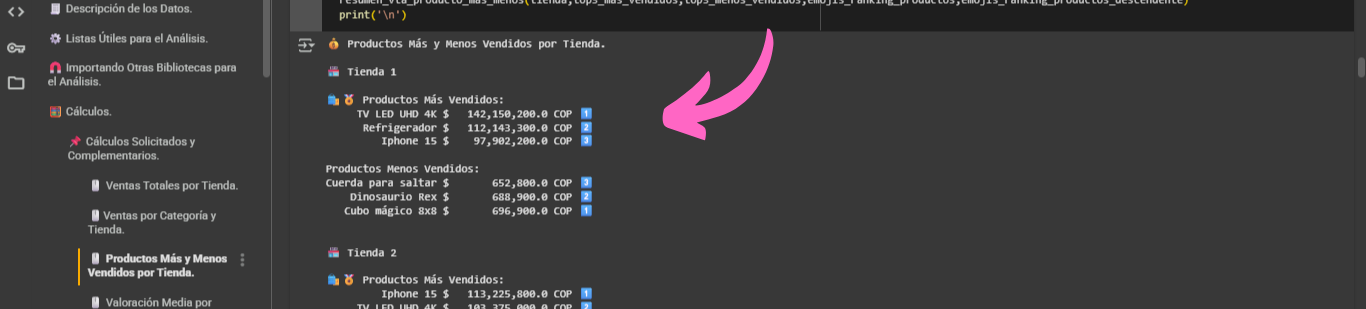 Descripción de los Datos.
Listas Útiles para el Análisis.
Importando Otras Bibliotecas para
el Análisis.
Cálculos.
Cálculos Solicitados y
Complementarios.
Ventas Totales por Tienda.
Ventas por Categoría y
Tienda.
Productos Más y Menos
Vendidos por Tienda.
Valoración Media por
resumen_vta_producto_mas_menos(tienda,tops_mas_vendidos,tops_menos_vendidos,emojis_ranking_productos,emojis_ranking_productos_descendente)
print('\n')
Productos Más y Menos Vendidos por Tienda.
Tienda 1
Productos Más Vendidos:
TV LED UHD 4K $ 142,150,200.0 COP 1
Refrigerador $ 112,143,300.0 COP 2
Iphone 15 $ 97,902,200.0 COP 3
Productos Menos Vendidos:
Cuerda para saltar $ 652,800.0 COP 3
Dinosaurio Rex $ 688,900.0 COP 2
Cubo mágico 8x8 $ 696,900.0 COP 1
Tienda 2
Productos Más Vendidos:
Iphone 15 $ 113,225,800.0 COP 1
TV LED UHD 4K $ 103,375,000.0 COP 2